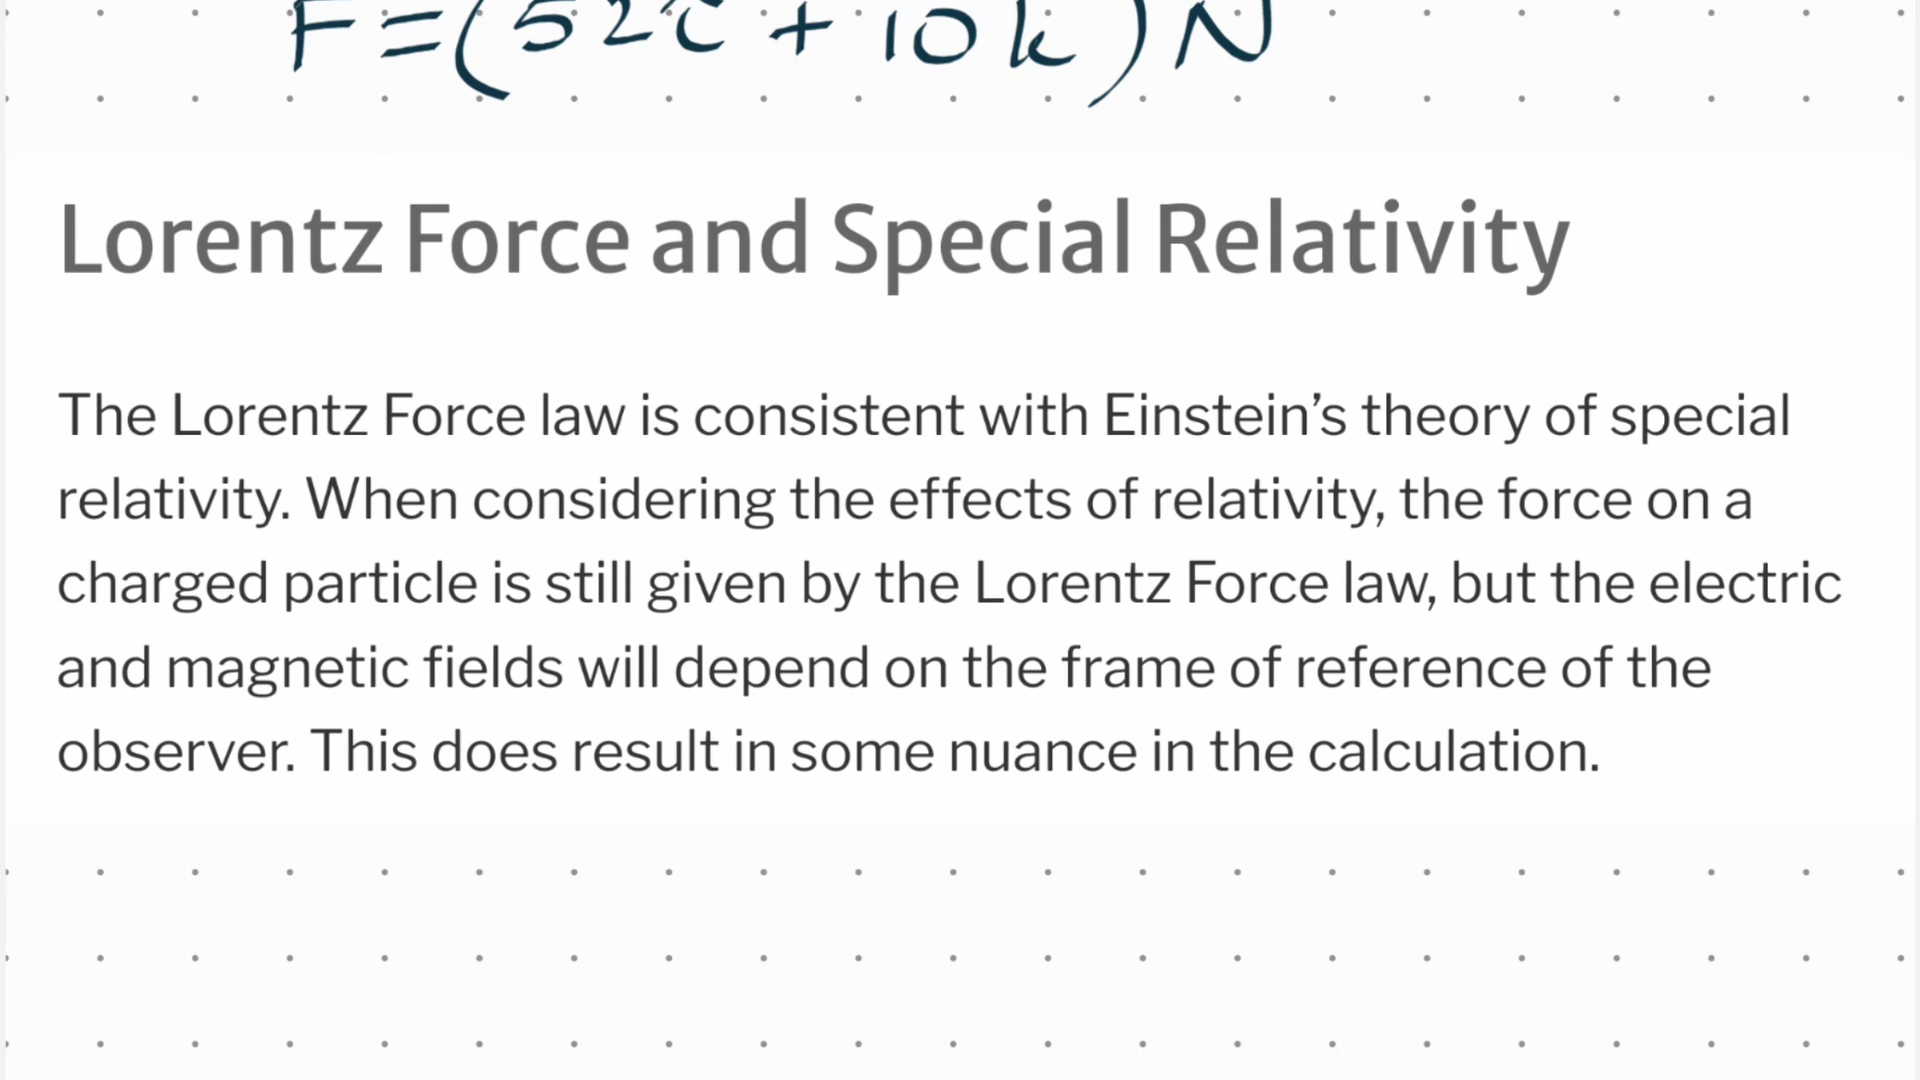 F=(52i + 10k)N
Lorentz Force and Special Relativity
The Lorentz Force law is consistent with Einstein’s theory of special
relativity. When considering the effects of relativity, the force on a
charged particle is still given by the Lorentz Force law, but the electric
and magnetic fields will depend on the frame of reference of the
observer. This does result in some nuance in the calculation.